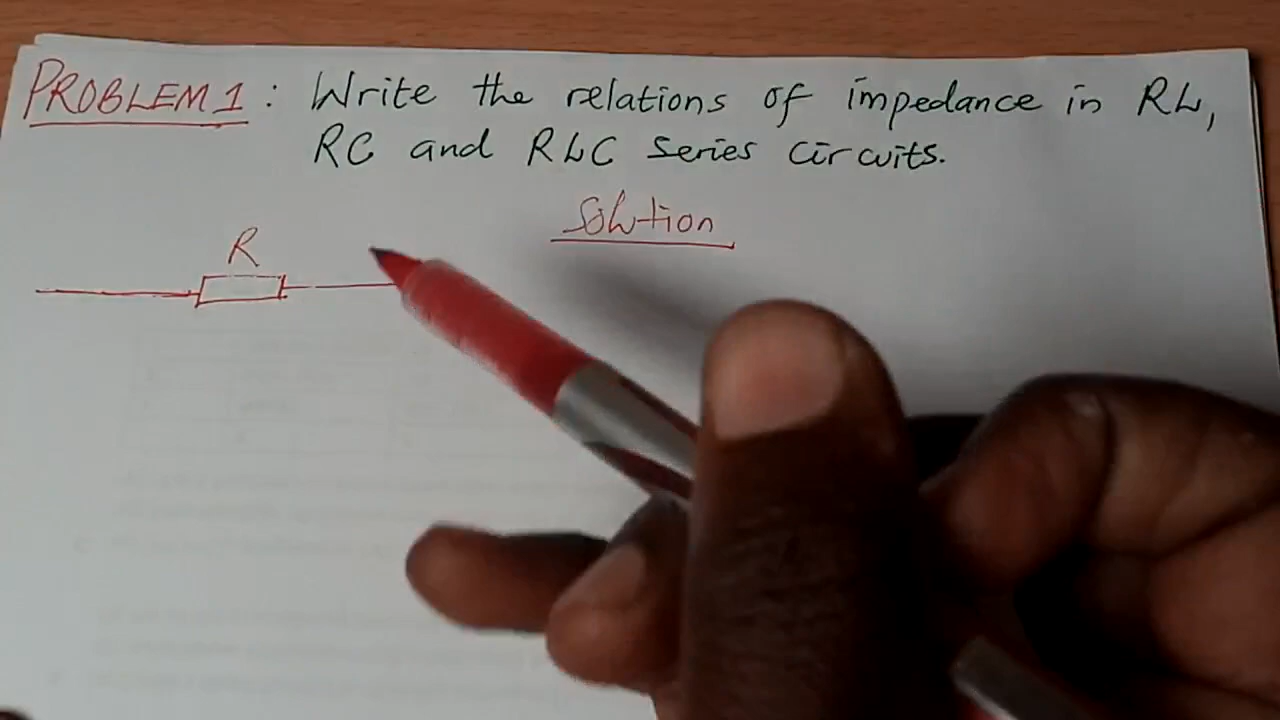 PROBLEM 1 : Write the relations of impedance in RL,
RC and RLC series circuits.
Solution
R